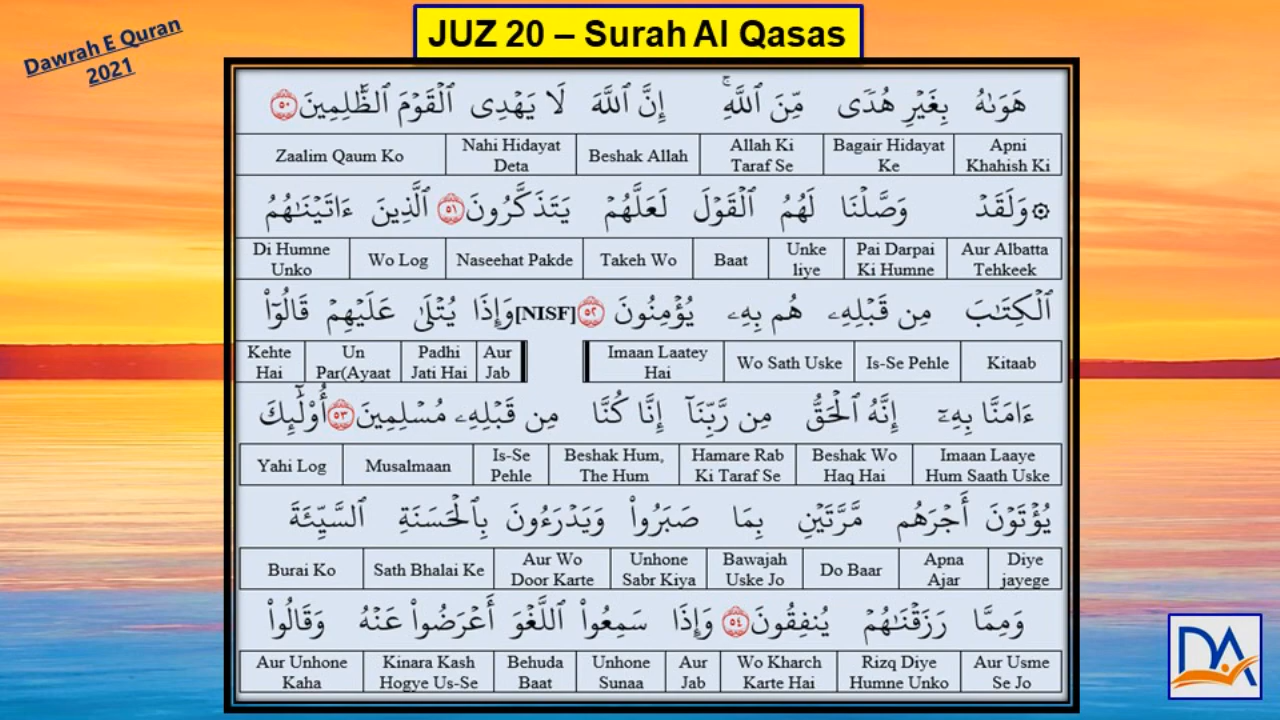 Dawrah E Quran
2021
JUZ 20 – Surah Al Qasas
هَوَىٰهُ بِغَيْرِ هُدًى مِّنَ ٱللَّهِ ۚ إِنَّ ٱللَّهَ لَا يَهْدِى ٱلْقَوْمَ ٱلظَّٰلِمِينَ ٥٠
Apni Khahish Ki | Bagair Hidayat Ke | Allah Ki Taraf Se | Beshak Allah | Nahi Hidayat Deta | Zaalim Qaum Ko
۞ وَلَقَدْ وَصَّلْنَا لَهُمُ ٱلْقَوْلَ لَعَلَّهُمْ يَتَذَكَّرُونَ ٥١ ٱلَّذِينَ ءَاتَيْنَٰهُمُ
Aur Albatta Tehkeek | Pai Darpai Ki Humne | Unke liye | Baat | Takeh Wo | Naseehat Pakde | Wo Log | Di Humne Unko
ٱلْكِتَٰبَ مِن قَبْلِهِۦ هُم بِهِۦ يُؤْمِنُونَ ٥٢ [NISF] وَإِذَا يُتْلَىٰ عَلَيْهِمْ قَالُوٓا۟
Kitaab | Is-Se Pehle | Wo Sath Uske | Imaan Laatey Hai | Aur Jab | Padhi Jati Hai | Un Par(Ayaat | Kehte Hai
ءَامَنَّا بِهِۦٓ إِنَّهُ ٱلْحَقُّ مِن رَّبِّنَآ إِنَّا كُنَّا مِن قَبْلِهِۦ مُسْلِمِينَ ٥٣ أُو۟لَٰٓئِكَ
Imaan Laaye Hum Saath Uske | Beshak Wo Haq Hai | Hamare Rab Ki Taraf Se | Beshak Hum, The Hum | Is-Se Pehle | Musalmaan | Yahi Log
يُؤْتَوْنَ أَجْرَهُم مَّرَّتَيْنِ بِمَا صَبَرُوا۟ وَيَدْرَءُونَ بِٱلْحَسَنَةِ ٱلسَّيِّئَةَ
Diye jayege | Apna Ajar | Do Baar | Bawajah Uske Jo | Unhone Sabr Kiya | Aur Wo Door Karte | Sath Bhalai Ke | Burai Ko
وَمِمَّا رَزَقْنَٰهُمْ يُنفِقُونَ ٥٤ وَإِذَا سَمِعُوا۟ ٱللَّغْوَ أَعْرَضُوا۟ عَنْهُ وَقَالُوا۟
Aur Usme Se Jo | Rizq Diye Humne Unko | Wo Kharch Karte Hai | Aur Jab | Unhone Sunaa | Behuda Baat | Kinara Kash Hogye Us-Se | Aur Unhone Kaha
DA